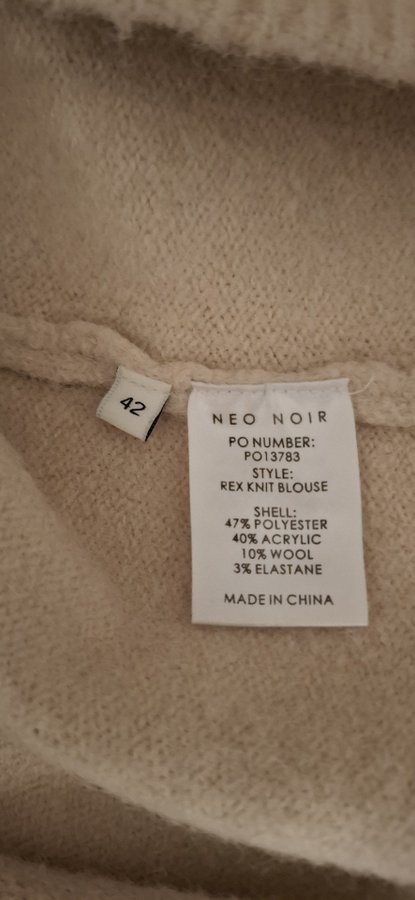 42
NEO NOIR
PO NUMBER:
PO13783
STYLE:
REX KNIT BLOUSE
SHELL:
47% POLYESTER
40% ACRYLIC
10% WOOL
3% ELASTANE
MADE IN CHINA